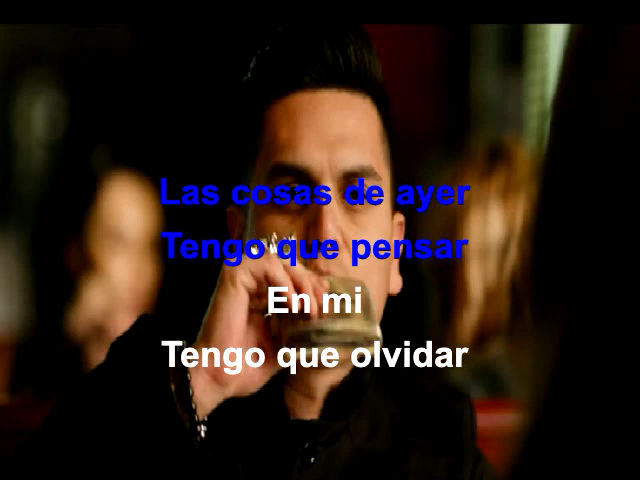 Las cosas de ayer
Tengo que pensar
En mi
Tengo que olvidar